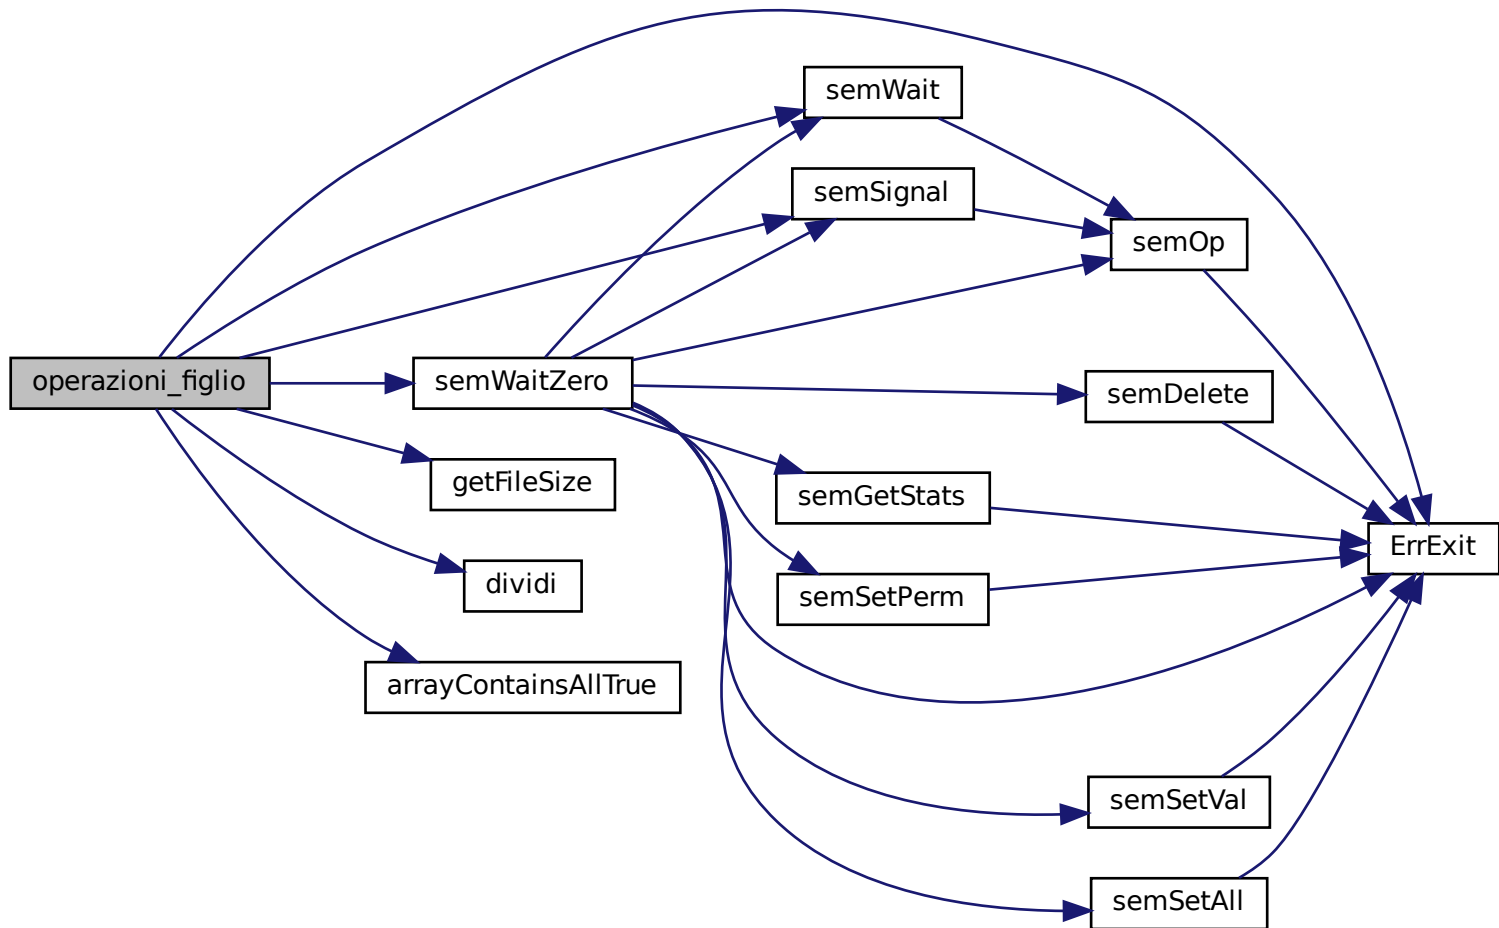 semWait
semSignal
semOp
operazioni_figlio
semWaitZero
semDelete
getFileSize
semGetStats
ErrExit
dividi
semSetPerm
arrayContainsAllTrue
semSetVal
semSetAll